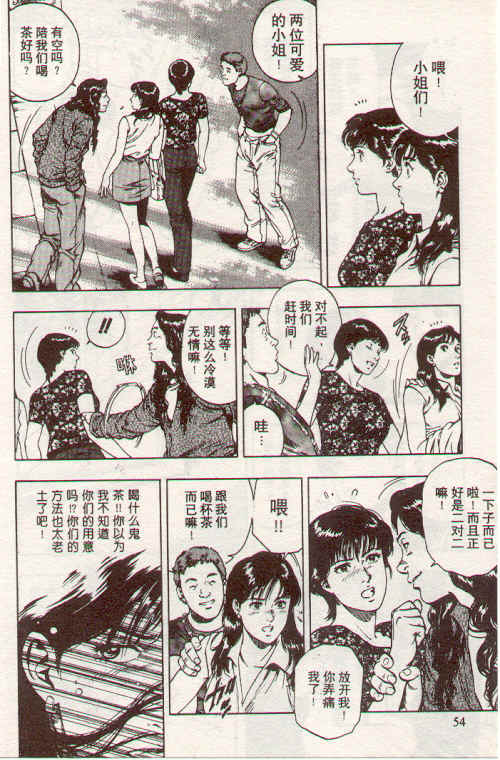 喂！
小姐们！
两位可爱
的小姐！
有空吗？
陪我们喝
茶好吗？
对不起
我们
赶时间！
哇…
等等！
别这么冷漠
无情嘛！
!!
一下子而已
啦！而且正
好是二对二
嘛！
放开我！
你弄痛
我了！
喂!!
跟我们
喝杯茶
而已嘛！
喝什么鬼
茶!!你以为
我不知道
你们的用意
吗!?你们的
方法也太老
土了吧！
54